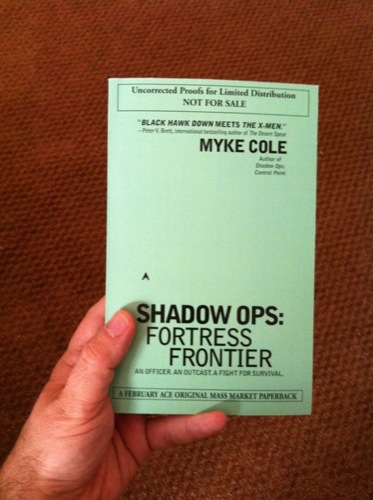 Uncorrected Proofs for Limited Distribution
NOT FOR SALE
"BLACK HAWK DOWN MEETS THE X-MEN."
—Peter V. Brett, international bestselling author of The Desert Spear
MYKE COLE
Author of
Shadow Ops:
Control Point
SHADOW OPS:
FORTRESS
FRONTIER
AN OFFICER. AN OUTCAST. A FIGHT FOR SURVIVAL.
A FEBRUARY ACE ORIGINAL MASS MARKET PAPERBACK